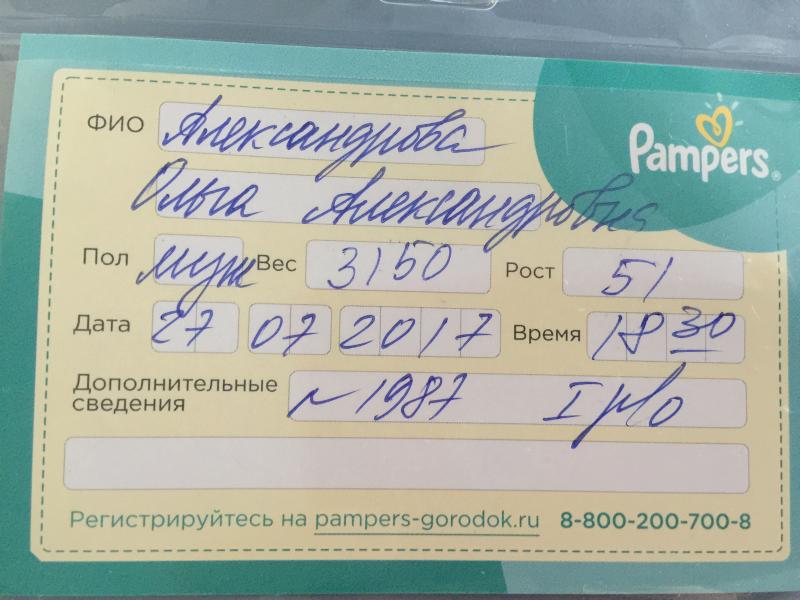 Pampers®
ФИО Александрова
Ольга Александровна
Пол муж Вес 3150 Рост 51
Дата 27 07 2017 Время 18 30
Дополнительные сведения
N 1987 I
Регистрируйтесь на pampers-gorodok.ru 8-800-200-700-8